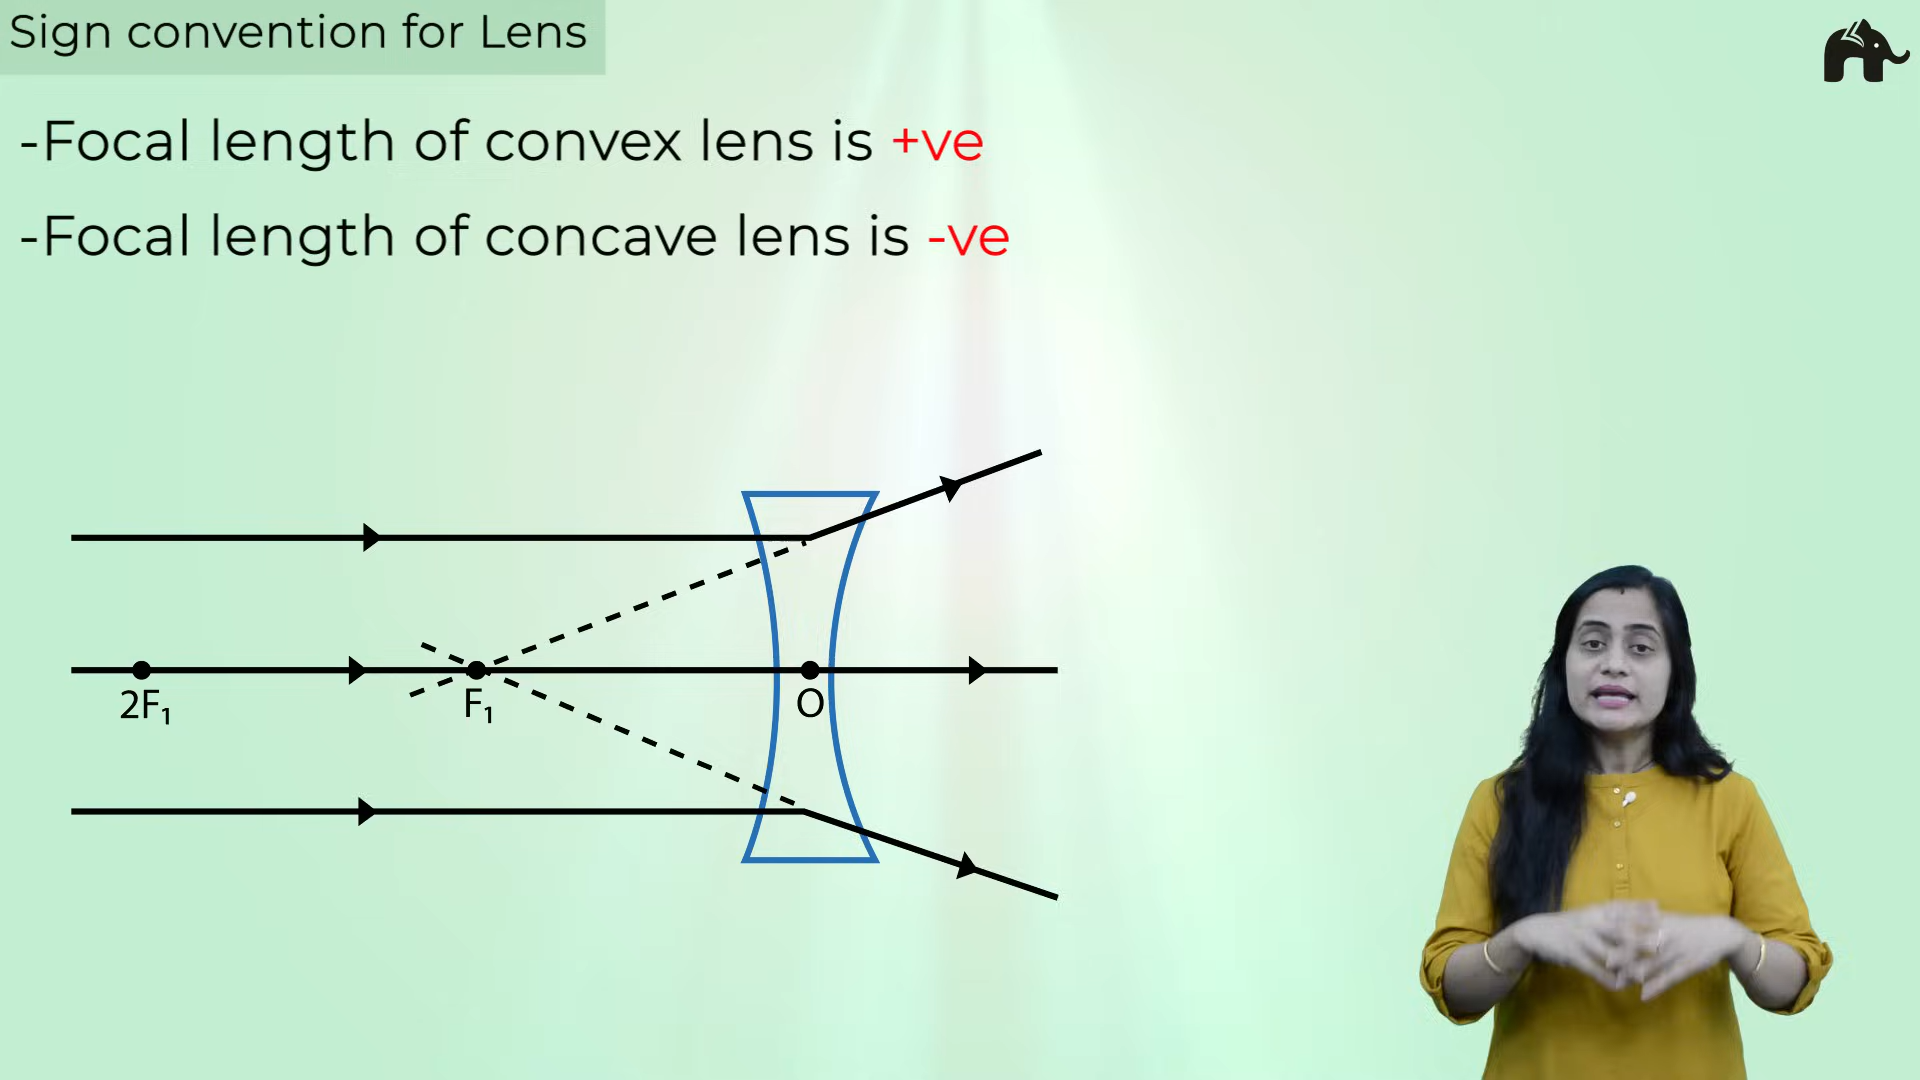 Sign convention for Lens
-Focal length of convex lens is +ve
-Focal length of concave lens is -ve
2F₁ F₁ O